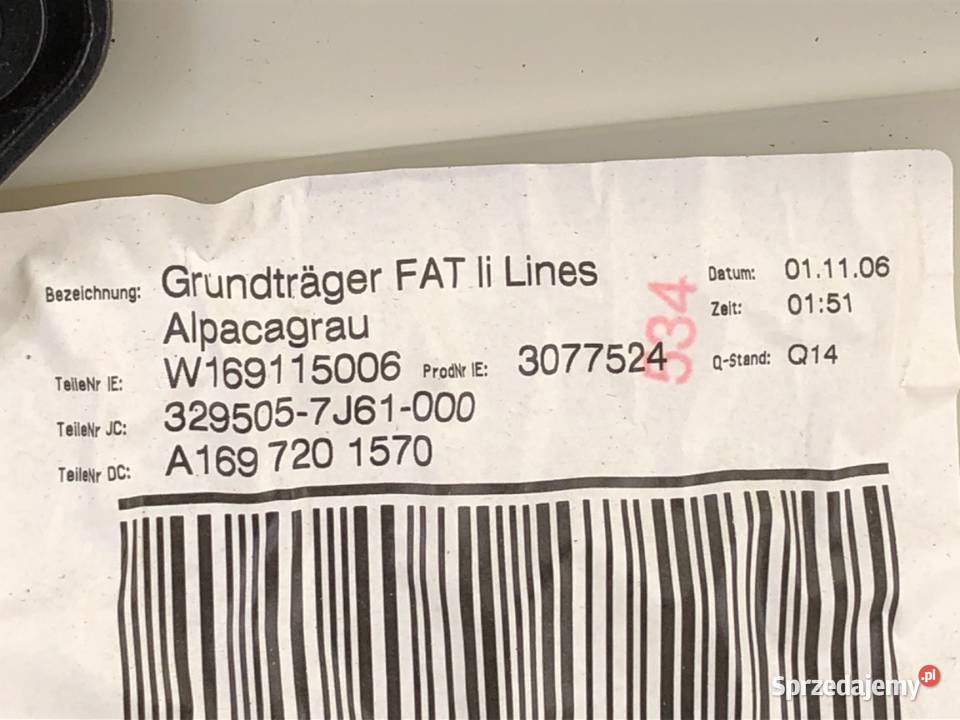 Bezeichnung: Grundträger FAT li Lines
Alpacagrau
TeileNr IE: W169115006 ProdNr IE: 3077524
TeileNr JC: 329505-7J61-000
TeileNr DC: A169 720 1570
Datum: 01.11.06
Zeit: 01:51
Q-Stand: Q14
534
Sprzedajemy.pl